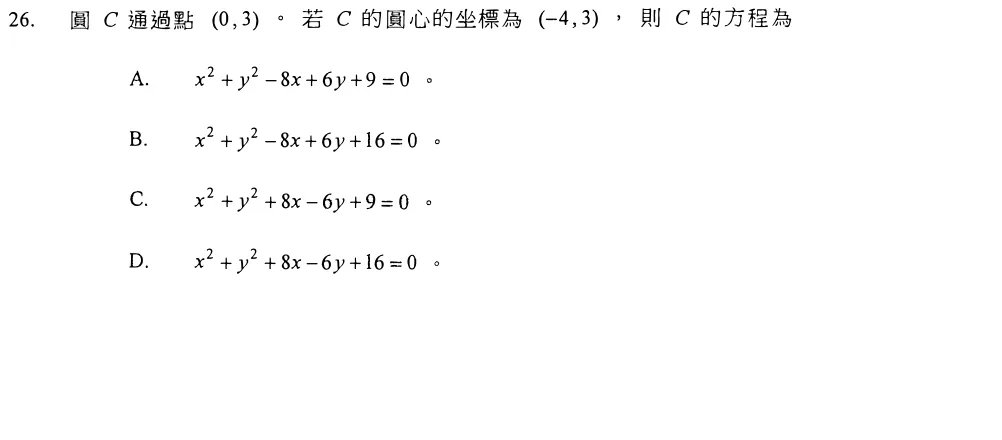 26. 圓 C 通過點 (0,3) 。 若 C 的圓心的坐標為 (−4,3) ， 則 C 的方程為
A. x² + y² − 8x + 6y + 9 = 0 。
B. x² + y² − 8x + 6y + 16 = 0 。
C. x² + y² + 8x − 6y + 9 = 0 。
D. x² + y² + 8x − 6y + 16 = 0 。